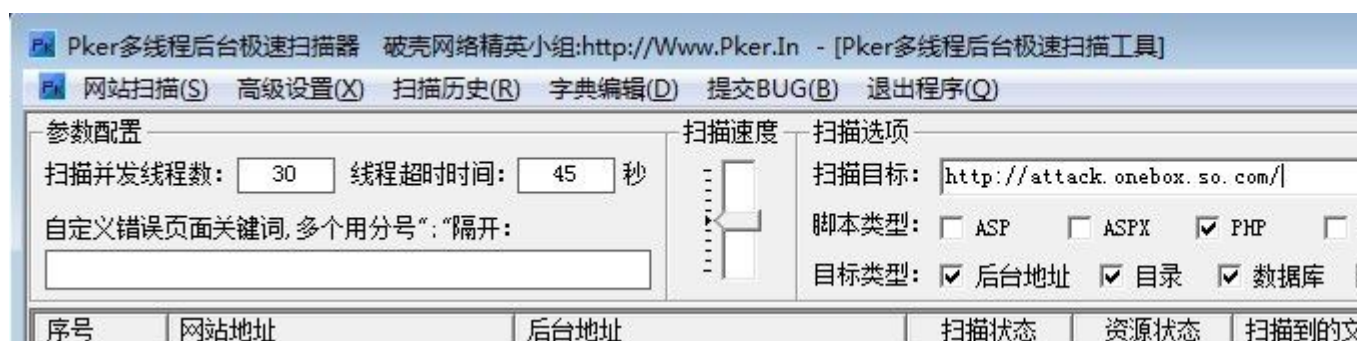 Pker多线程后台极速扫描器 破壳网络精英小组:http://Www.Pker.In - [Pker多线程后台极速扫描工具]
网站扫描(S) 高级设置(X) 扫描历史(R) 字典编辑(D) 提交BUG(B) 退出程序(Q)
参数配置 扫描速度 扫描选项
扫描并发线程数: 30 线程超时时间: 45 秒 扫描目标: http://attack.onebox.so.com/
自定义错误页面关键词,多个用分号“;“隔开: 脚本类型: ASP ASPX PHP
目标类型: 后台地址 目录 数据库
序号 网站地址 后台地址 扫描状态 资源状态 扫描到的文